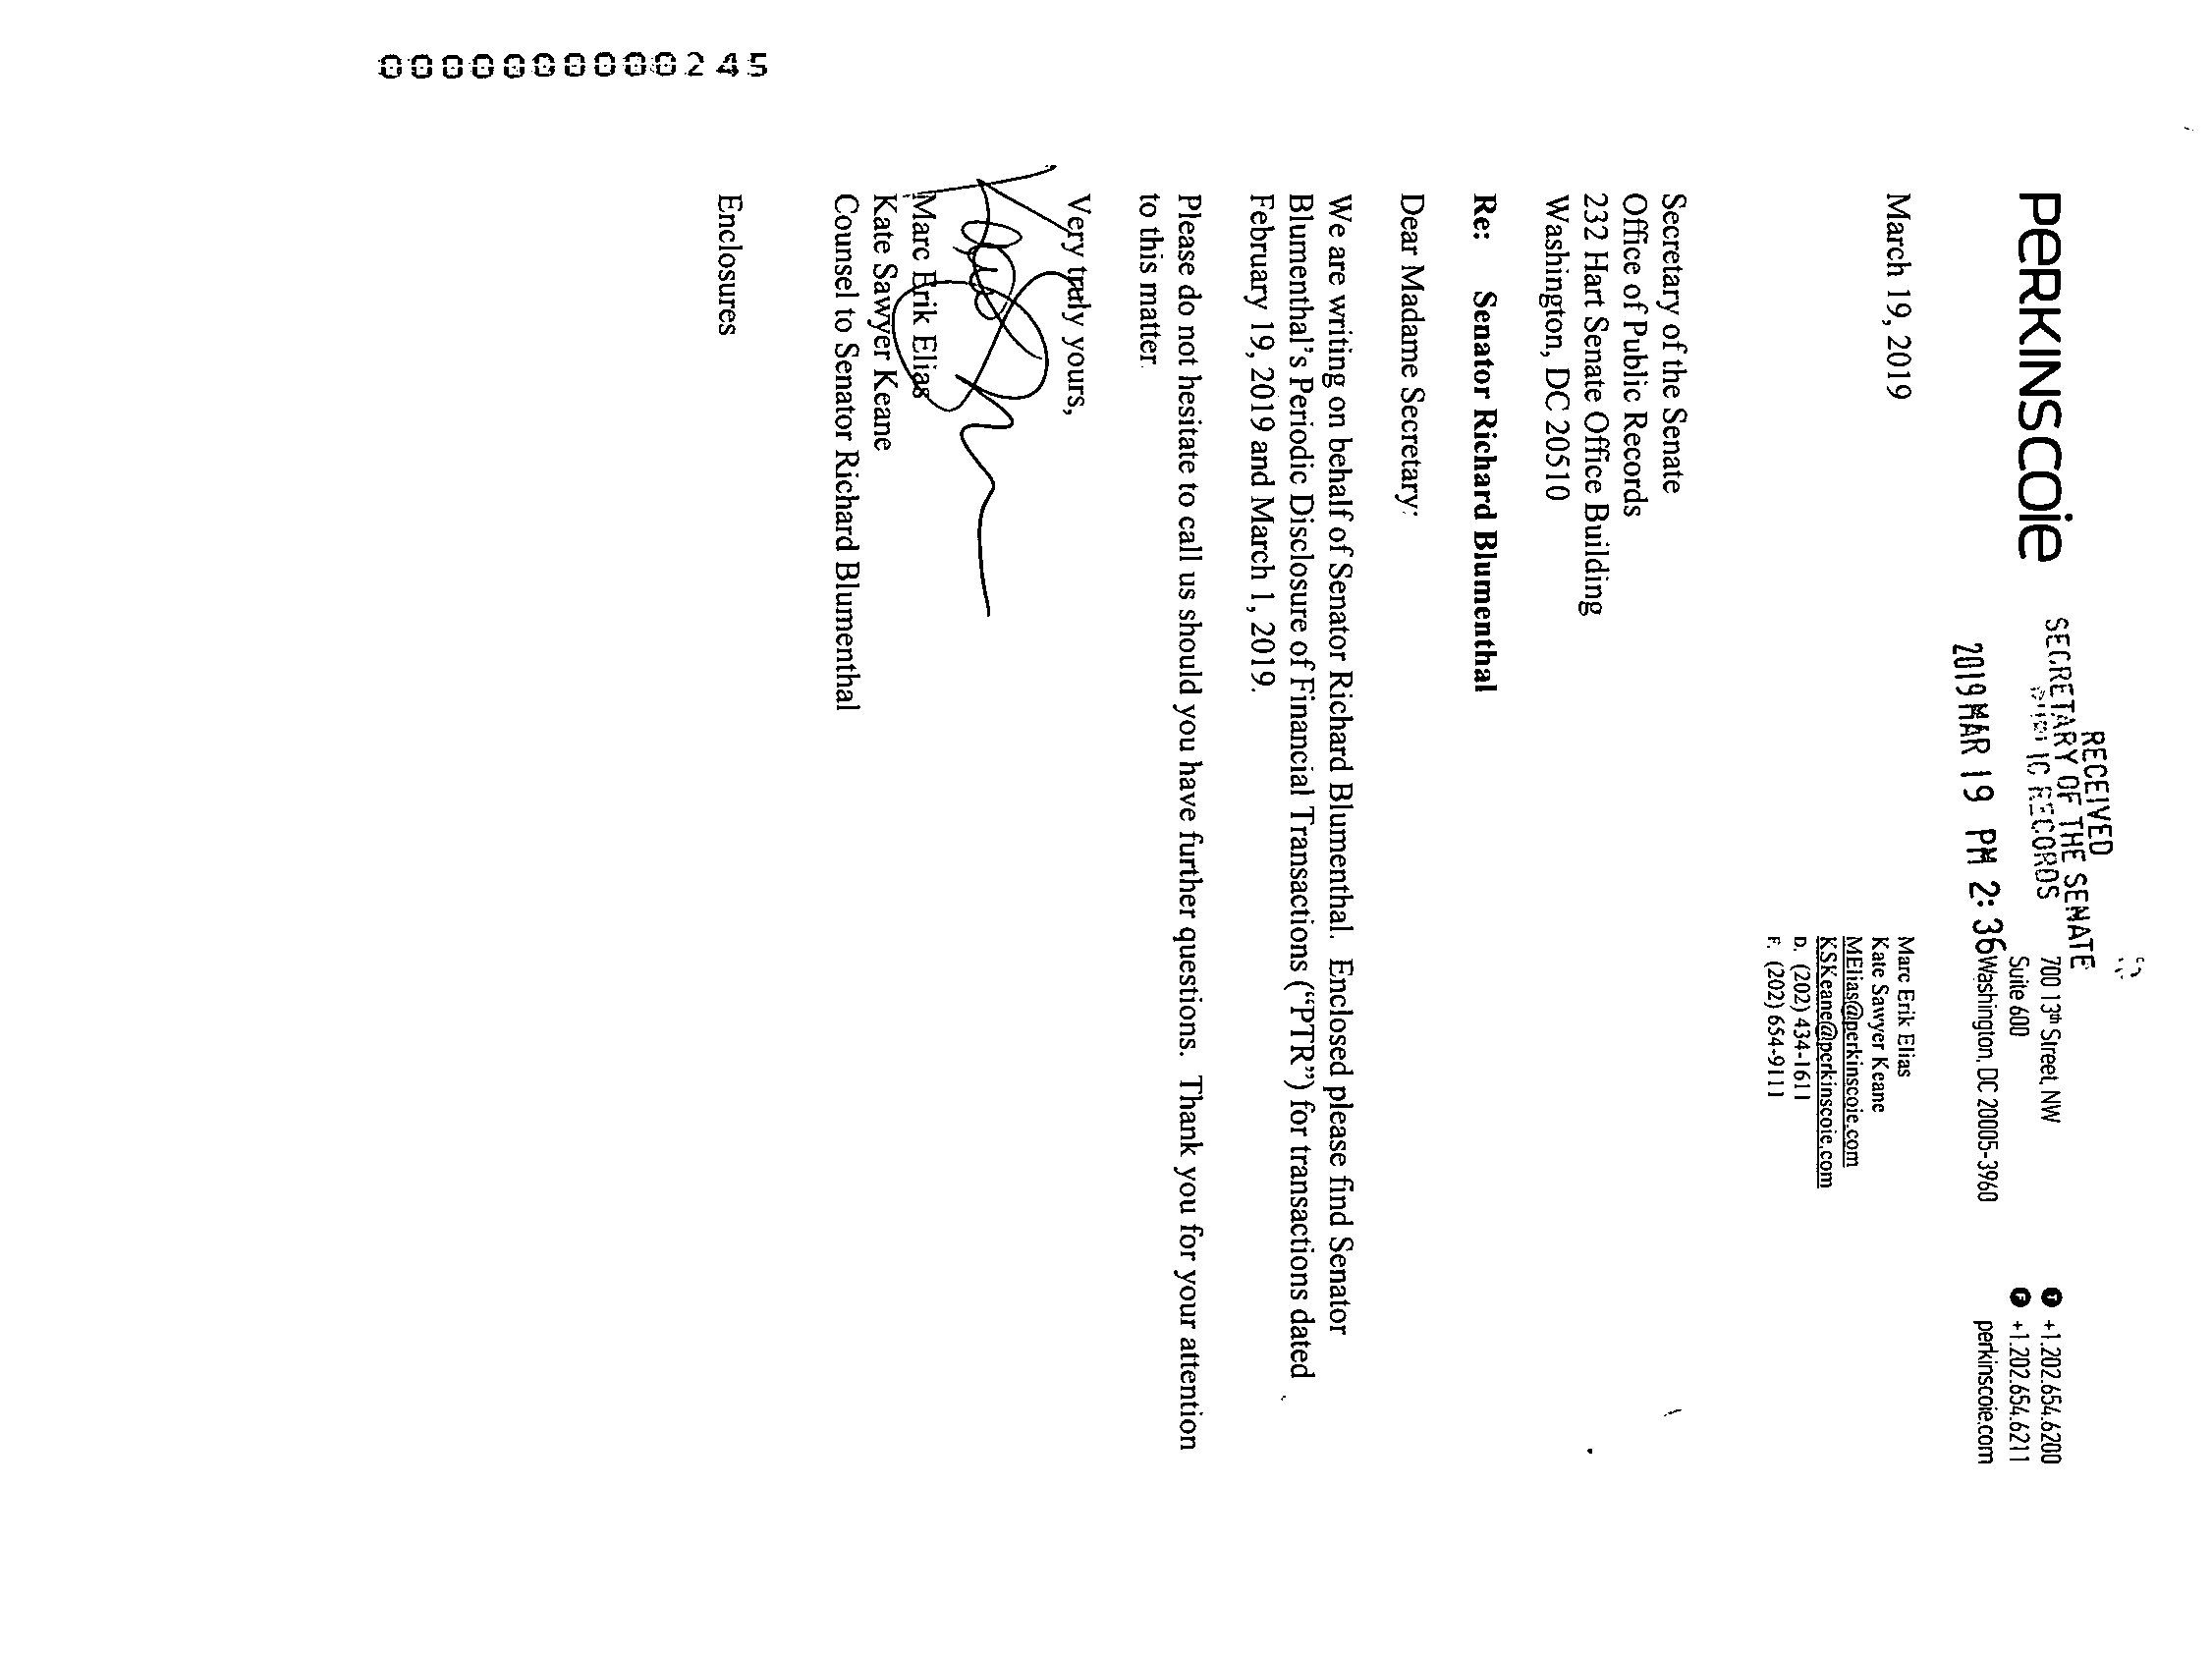 RECEIVED
SECRETARY OF THE SENATE
PUBLIC RECORDS
2019 MAR 19 PM 2:36
PERKINSCOIE
700 13th Street, NW
Suite 600
Washington, DC 20005-3960
T +1.202.654.6200
F +1.202.654.6211
perkinscoie.com
March 19, 2019
Marc Erik Elias
Kate Sawyer Keane
MElias@perkinscoie.com
KSKeane@perkinscoie.com
D. (202) 434-1611
F. (202) 654-9111
Secretary of the Senate
Office of Public Records
232 Hart Senate Office Building
Washington, DC 20510
Re: Senator Richard Blumenthal
Dear Madame Secretary:
We are writing on behalf of Senator Richard Blumenthal. Enclosed please find Senator
Blumenthal's Periodic Disclosure of Financial Transactions ("PTR") for transactions dated
February 19, 2019 and March 1, 2019.
Please do not hesitate to call us should you have further questions. Thank you for your attention
to this matter.
Very truly yours,
Marc Erik Elias
Kate Sawyer Keane
Counsel to Senator Richard Blumenthal
Enclosures
0000000000245